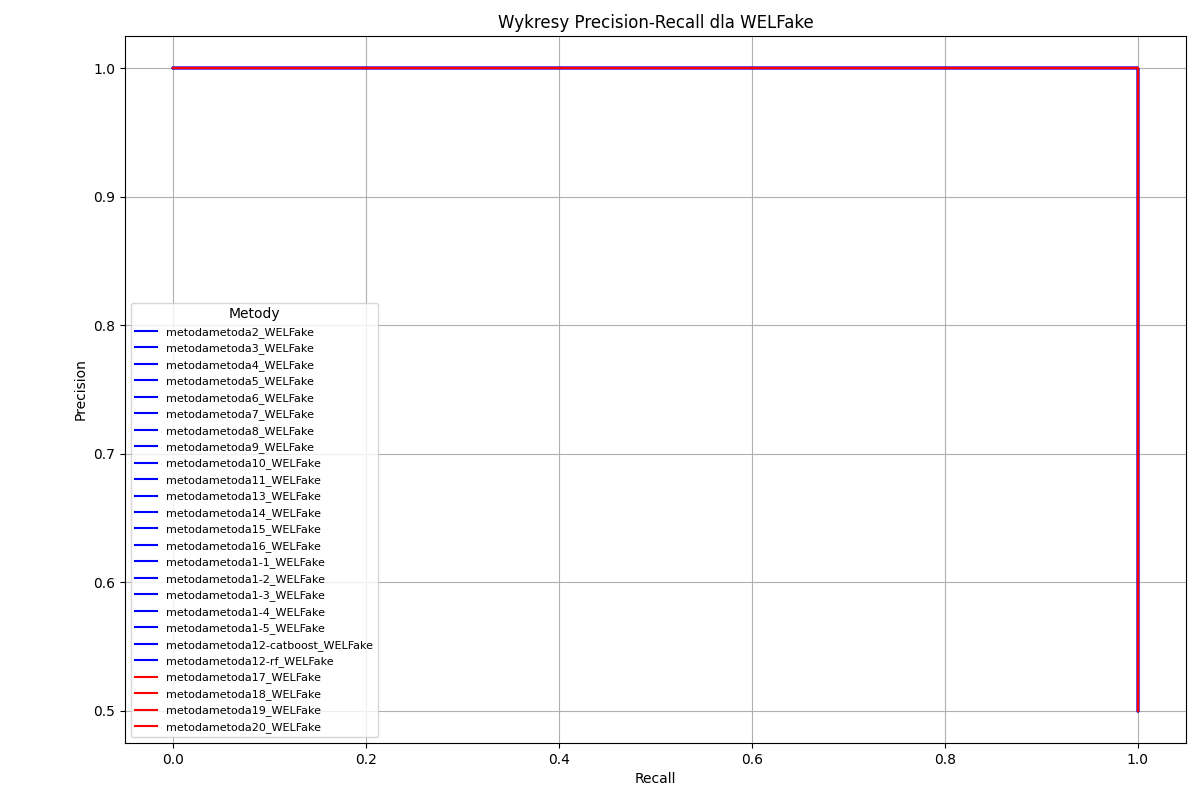 Wykresy Precision-Recall dla WELFake
1.0
0.9
0.8
0.7
0.6
0.5
Precision
Metody
metodametoda2_WELFake
metodametoda3_WELFake
metodametoda4_WELFake
metodametoda5_WELFake
metodametoda6_WELFake
metodametoda7_WELFake
metodametoda8_WELFake
metodametoda9_WELFake
metodametoda10_WELFake
metodametoda11_WELFake
metodametoda13_WELFake
metodametoda14_WELFake
metodametoda15_WELFake
metodametoda16_WELFake
metodametoda1-1_WELFake
metodametoda1-2_WELFake
metodametoda1-3_WELFake
metodametoda1-4_WELFake
metodametoda1-5_WELFake
metodametoda12-catboost_WELFake
metodametoda12-rf_WELFake
metodametoda17_WELFake
metodametoda18_WELFake
metodametoda19_WELFake
metodametoda20_WELFake
0.0 0.2 0.4 0.6 0.8 1.0
Recall